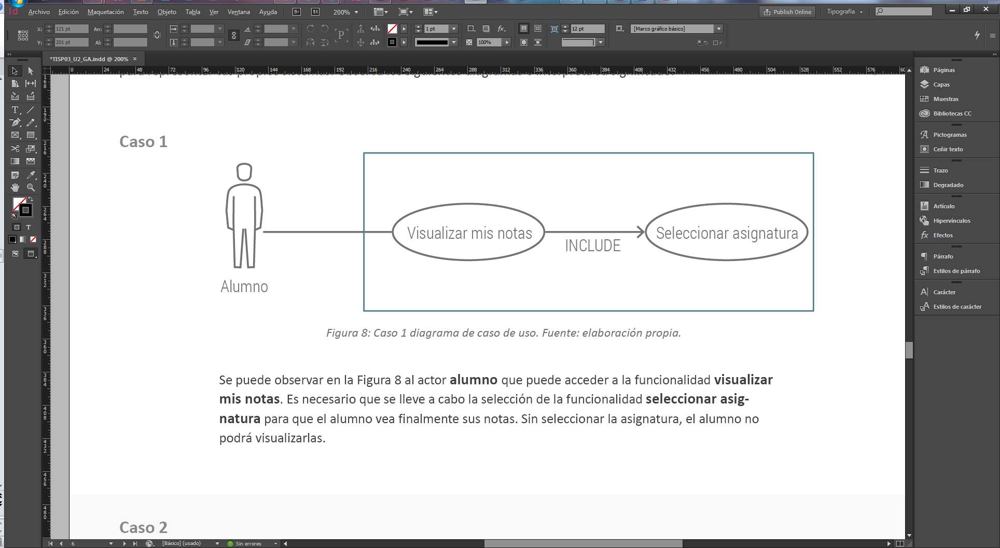 Id Archivo Edición Maquetación Texto Objeto Tabla Ver Ventana Ayuda Br St 200% Publish Online Tipografía
X: 121 pt An: 1 pt fx. 12 pt [Marco gráfico básico]
Y: 201 pt Al: P 100%
*TISP03_U2_GA.indd @ 200% ×
0 24 48 72 96 120 144 168 192 216 240 264 288 312 336 360 384 408 432 456 480 504 528 552 576
Caso 1
Visualizar mis notas
Seleccionar asignatura
INCLUDE
Alumno
Figura 8: Caso 1 diagrama de caso de uso. Fuente: elaboración propia.
Se puede observar en la Figura 8 al actor alumno que puede acceder a la funcionalidad visualizar
mis notas. Es necesario que se lleve a cabo la selección de la funcionalidad seleccionar asig-
natura para que el alumno vea finalmente sus notas. Sin seleccionar la asignatura, el alumno no
podrá visualizarlas.
Caso 2
Páginas
Capas
Muestras
Bibliotecas CC
Pictogramas
Ceñir texto
Trazo
Degradado
Artículo
Hipervínculos
Efectos
Párrafo
Estilos de párrafo
Carácter
Estilos de carácter
6 [Básico] (usado) Sin errores